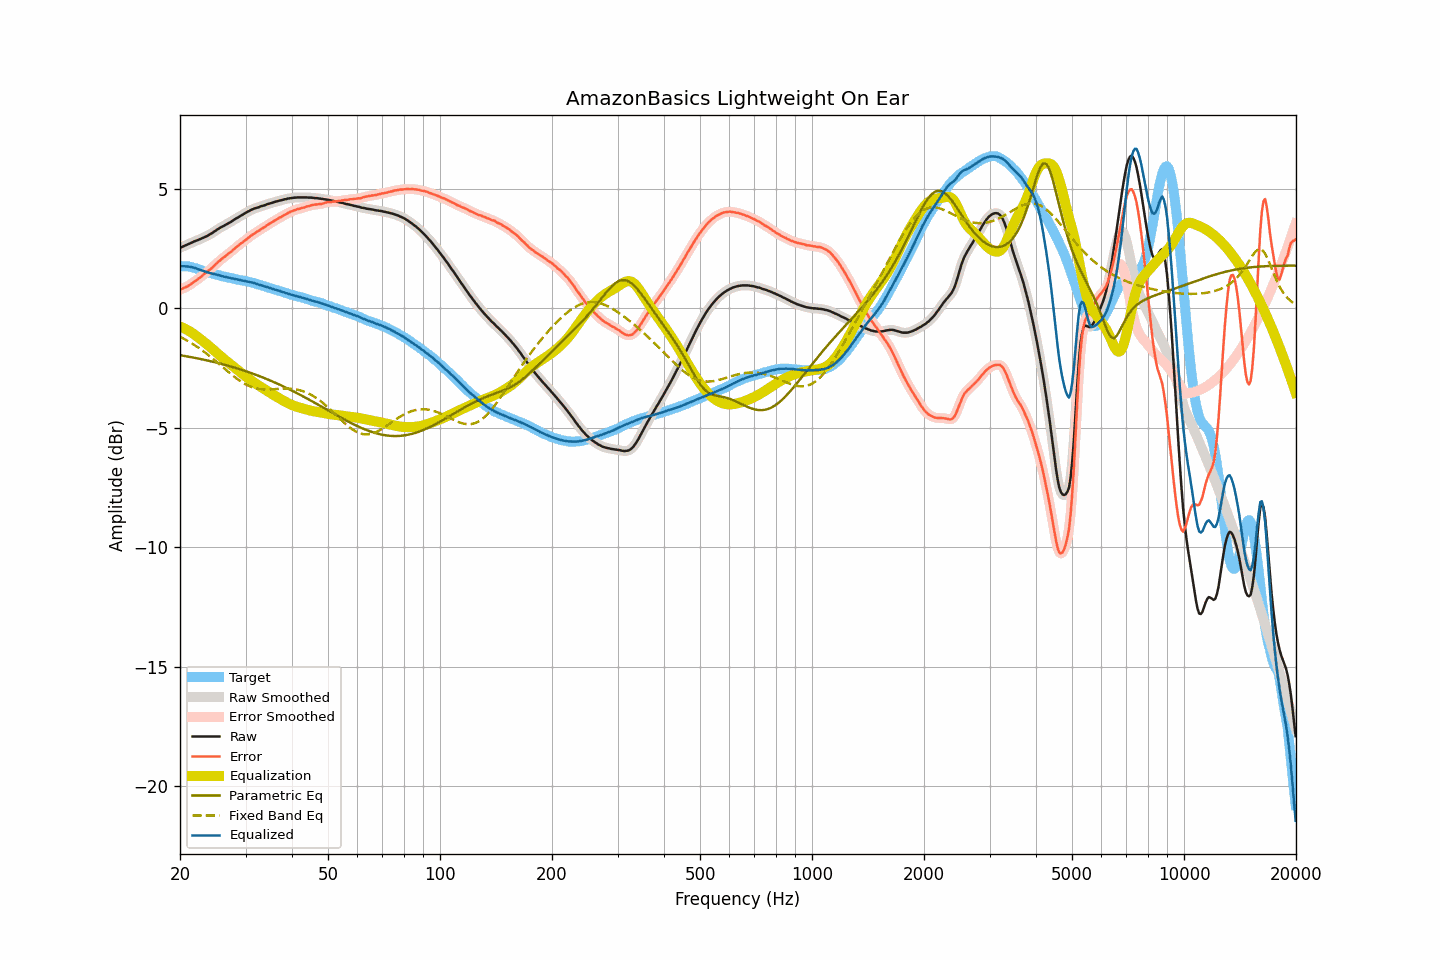 AmazonBasics Lightweight On Ear
Amplitude (dBr)
5
0
−5
−10
−15
−20
Target
Raw Smoothed
Error Smoothed
Raw
Error
Equalization
Parametric Eq
Fixed Band Eq
Equalized
20 50 100 200 500 1000 2000 5000 10000 20000
Frequency (Hz)